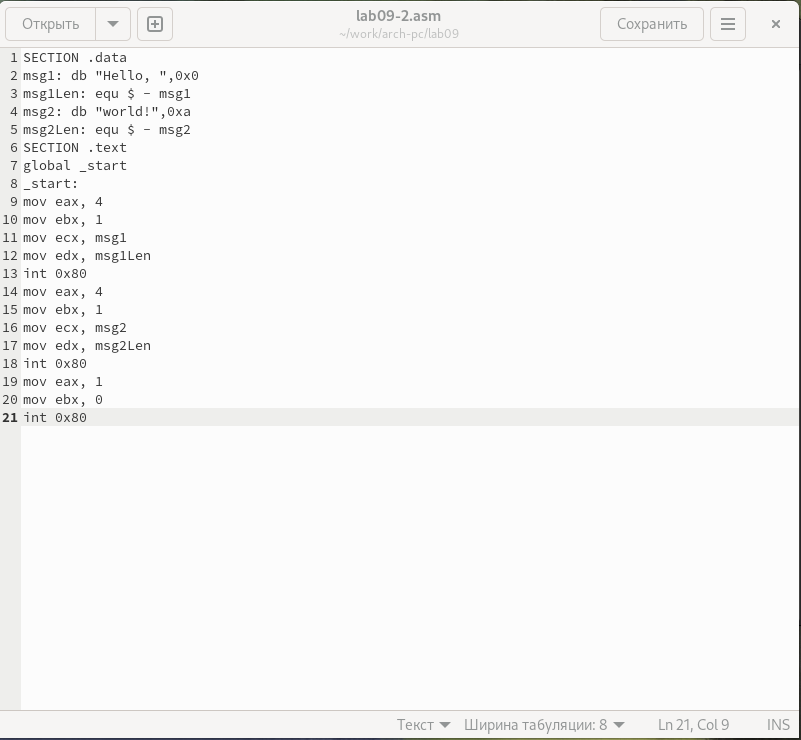 Открыть
lab09-2.asm
~/work/arch-pc/lab09
Сохранить
1 SECTION .data
2 msg1: db "Hello, ",0x0
3 msg1Len: equ $ - msg1
4 msg2: db "world!",0xa
5 msg2Len: equ $ - msg2
6 SECTION .text
7 global _start
8 _start:
9 mov eax, 4
10 mov ebx, 1
11 mov ecx, msg1
12 mov edx, msg1Len
13 int 0x80
14 mov eax, 4
15 mov ebx, 1
16 mov ecx, msg2
17 mov edx, msg2Len
18 int 0x80
19 mov eax, 1
20 mov ebx, 0
21 int 0x80
Текст Ширина табуляции: 8 Ln 21, Col 9 INS